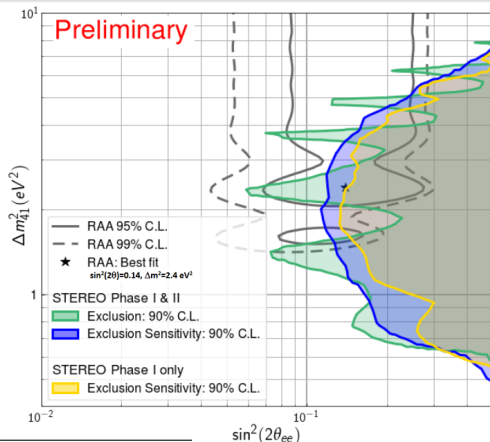 Preliminary
10¹
1
10⁻²
10⁻¹
Δm²₄₁(eV²)
sin²(2θₑₑ)
RAA 95% C.L.
RAA 99% C.L.
RAA: Best fit
sin²(2θ)=0.14, Δm²=2.4 eV²
STEREO Phase I & II
Exclusion: 90% C.L.
Exclusion Sensitivity: 90% C.L.
STEREO Phase I only
Exclusion Sensitivity: 90% C.L.